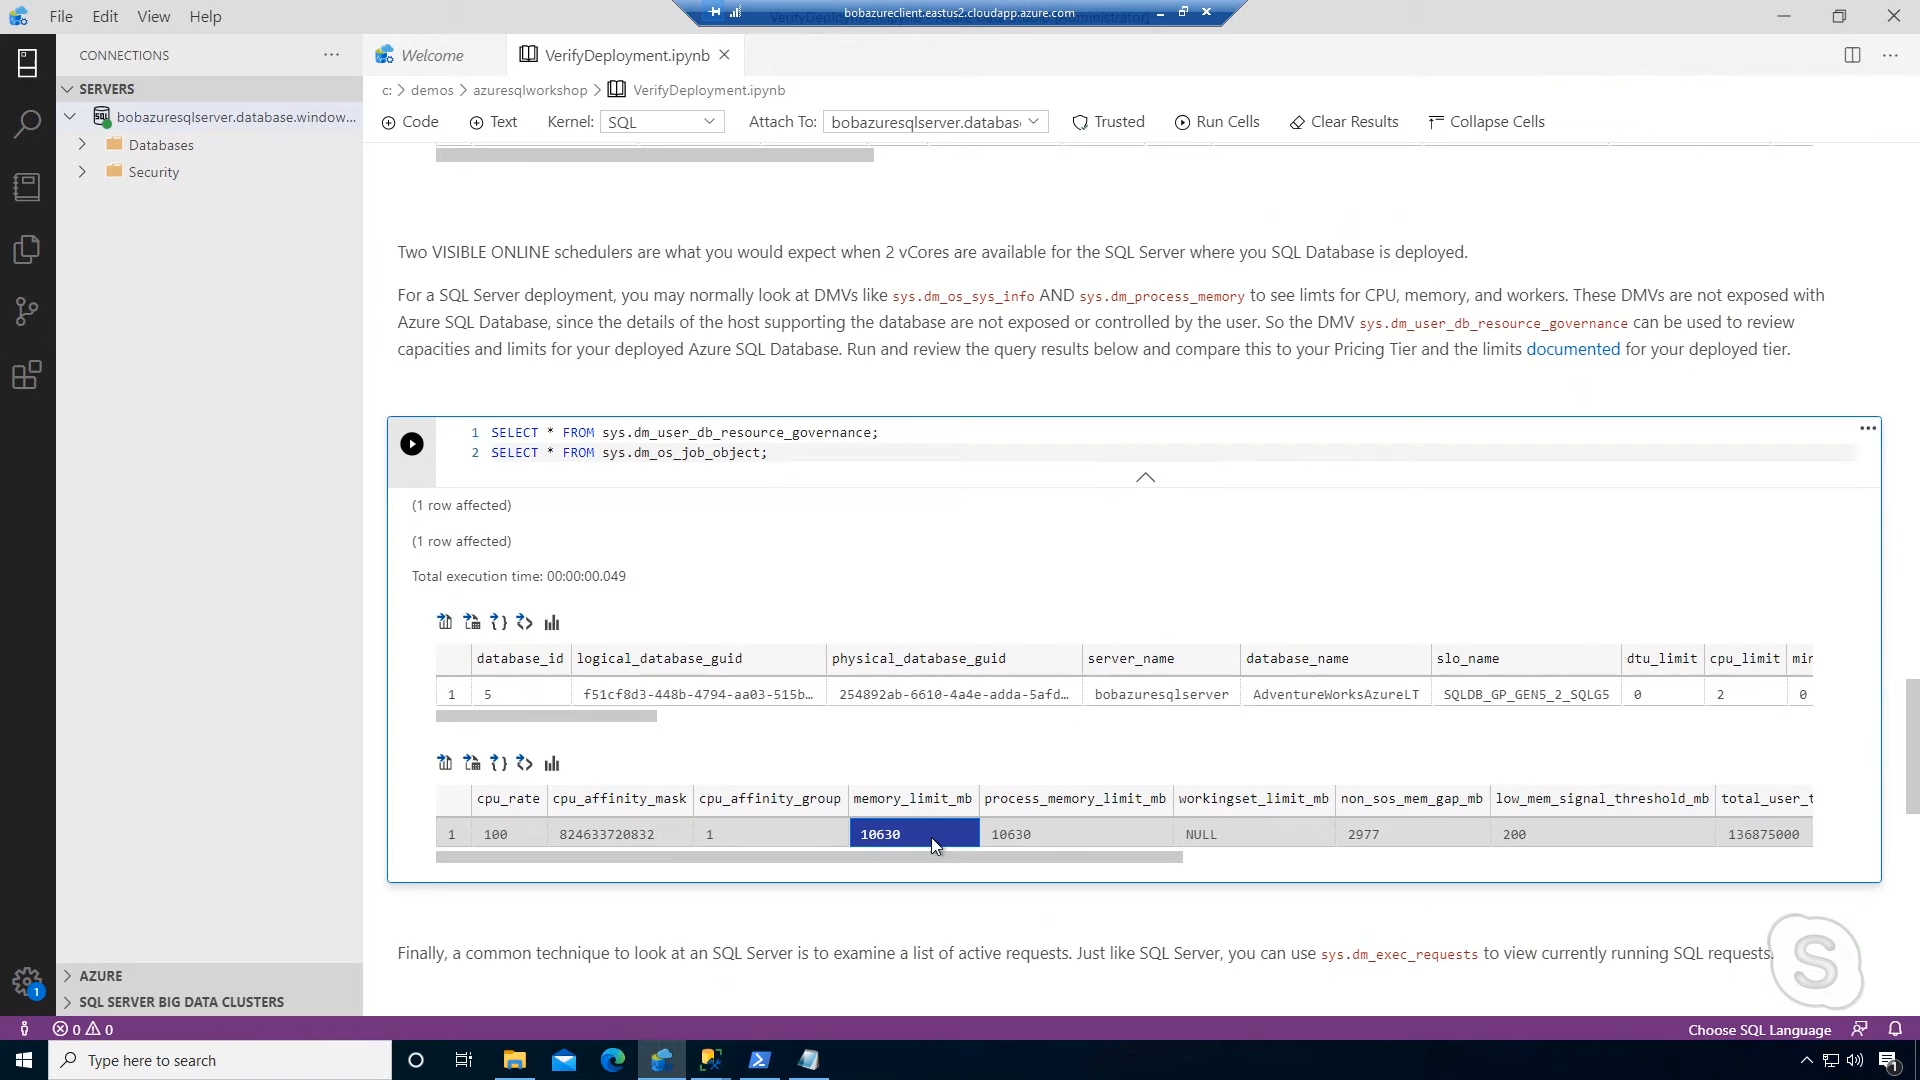 File Edit View Help
bobazureclient.eastus2.cloudapp.azure.com
CONNECTIONS
Welcome
VerifyDeployment.ipynb
SERVERS
c: > demos > azuresqlworkshop > VerifyDeployment.ipynb
bobazuresqlserver.database.window...
Code Text Kernel: SQL Attach To: bobazuresqlserver.databas Trusted Run Cells Clear Results Collapse Cells
Databases
Security
Two VISIBLE ONLINE schedulers are what you would expect when 2 vCores are available for the SQL Server where you SQL Database is deployed.
For a SQL Server deployment, you may normally look at DMVs like sys.dm_os_sys_info AND sys.dm_process_memory to see limts for CPU, memory, and workers. These DMVs are not exposed with
Azure SQL Database, since the details of the host supporting the database are not exposed or controlled by the user. So the DMV sys.dm_user_db_resource_governance can be used to review
capacities and limits for your deployed Azure SQL Database. Run and review the query results below and compare this to your Pricing Tier and the limits documented for your deployed tier.
1 SELECT * FROM sys.dm_user_db_resource_governance;
2 SELECT * FROM sys.dm_os_job_object;
(1 row affected)
(1 row affected)
Total execution time: 00:00:00.049
database_id logical_database_guid physical_database_guid server_name database_name slo_name dtu_limit cpu_limit min
1 5 f51cf8d3-448b-4794-aa03-515b... 254892ab-6610-4a4e-adda-5afd... bobazuresqlserver AdventureWorksAzureLT SQLDB_GP_GEN5_2_SQLG5 0 2 0
cpu_rate cpu_affinity_mask cpu_affinity_group memory_limit_mb process_memory_limit_mb workingset_limit_mb non_sos_mem_gap_mb low_mem_signal_threshold_mb total_user_t
1 100 824633720832 1 10630 10630 NULL 2977 200 136875000
Finally, a common technique to look at an SQL Server is to examine a list of active requests. Just like SQL Server, you can use sys.dm_exec_requests to view currently running SQL requests.
AZURE
1
SQL SERVER BIG DATA CLUSTERS
0 0
Choose SQL Language
Type here to search
1